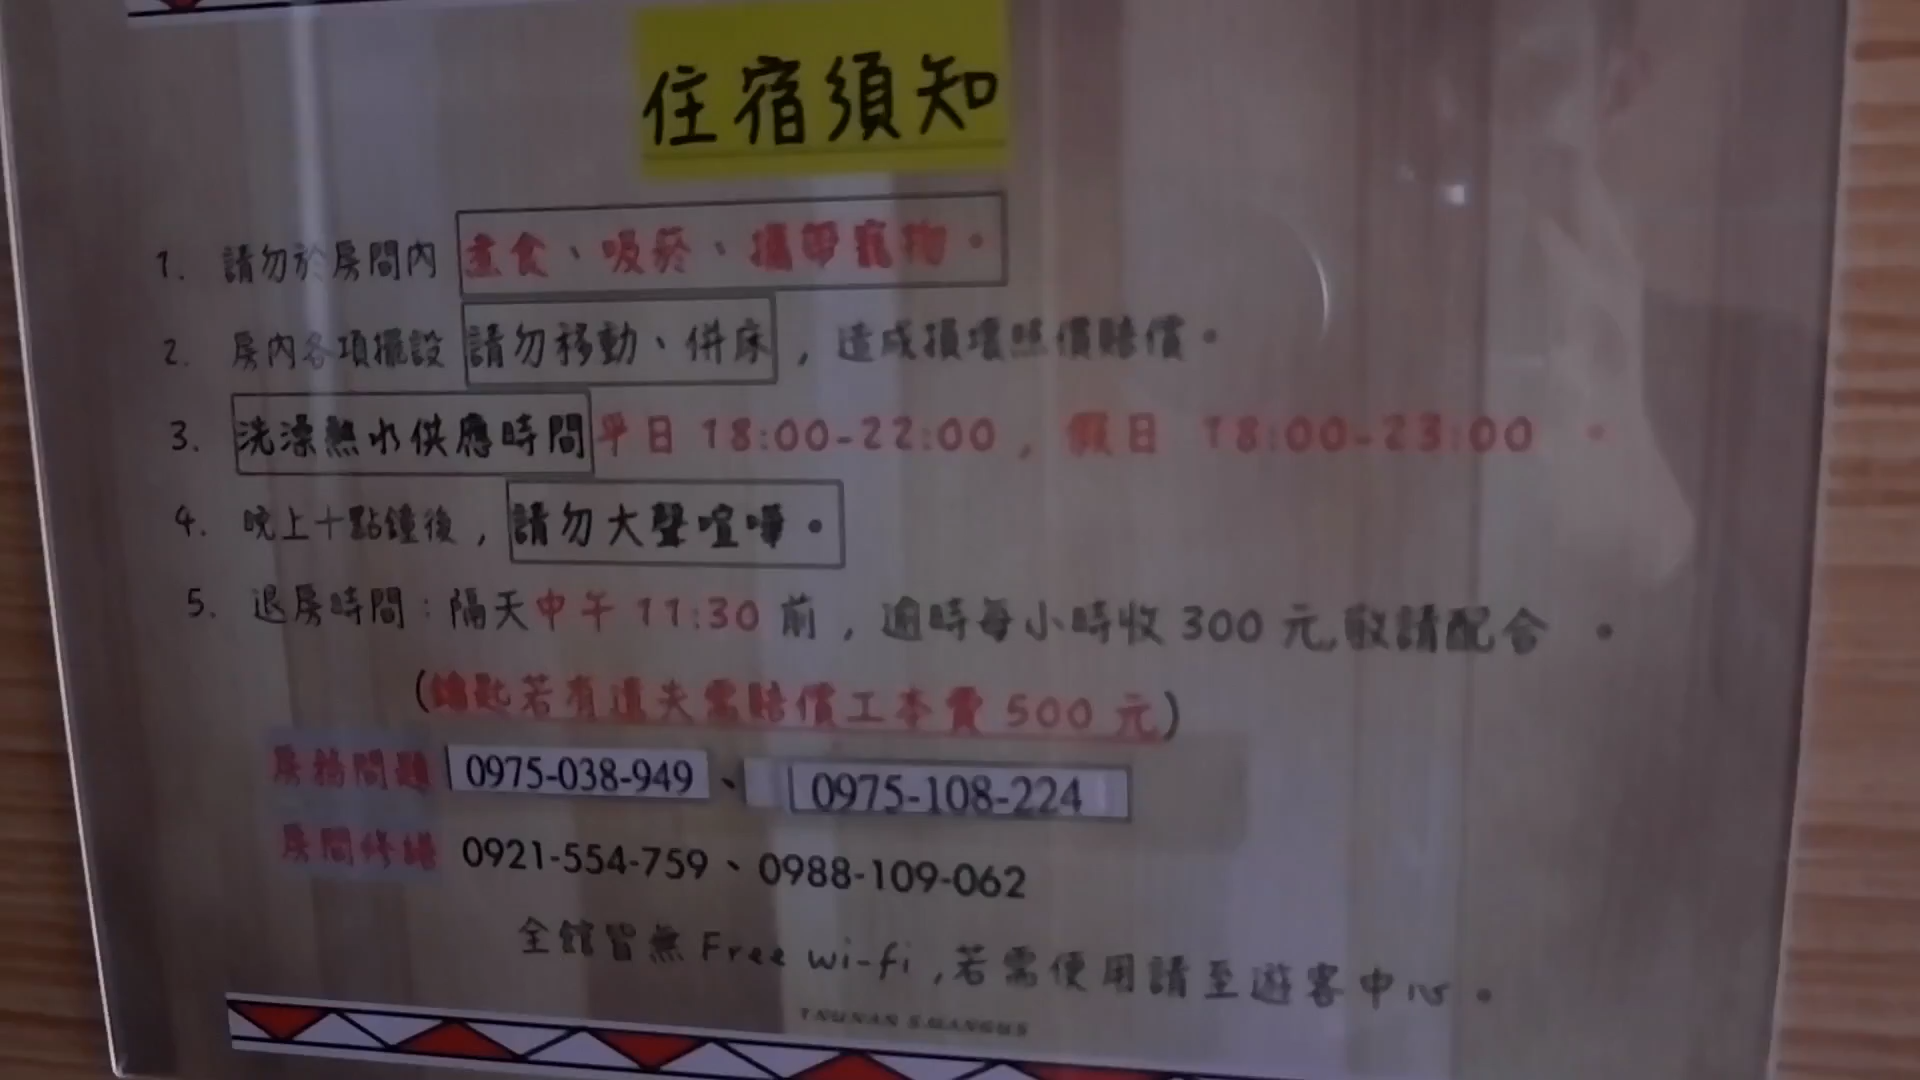 住宿須知
1. 請勿於房間內 煮食、吸菸、攜帶寵物。
2. 房內各項擺設 請勿移動、併床 , 造成損壞照價賠償。
3. 洗澡熱水供應時間 平日 18:00-22:00 , 假日 18:00-23:00 。
4. 晚上十點鐘後 , 請勿大聲喧嘩。
5. 退房時間 : 隔天中午 11:30 前 , 逾時每小時收 300 元,敬請配合 。
(鑰匙若有遺失需賠償工本費 500 元)
房務問題 0975-038-949 、 0975-108-224
房間修繕 0921-554-759、0988-109-062
全館皆無 Free wi-fi ,若需使用請至遊客中心。
TNUNAN SMANGUS